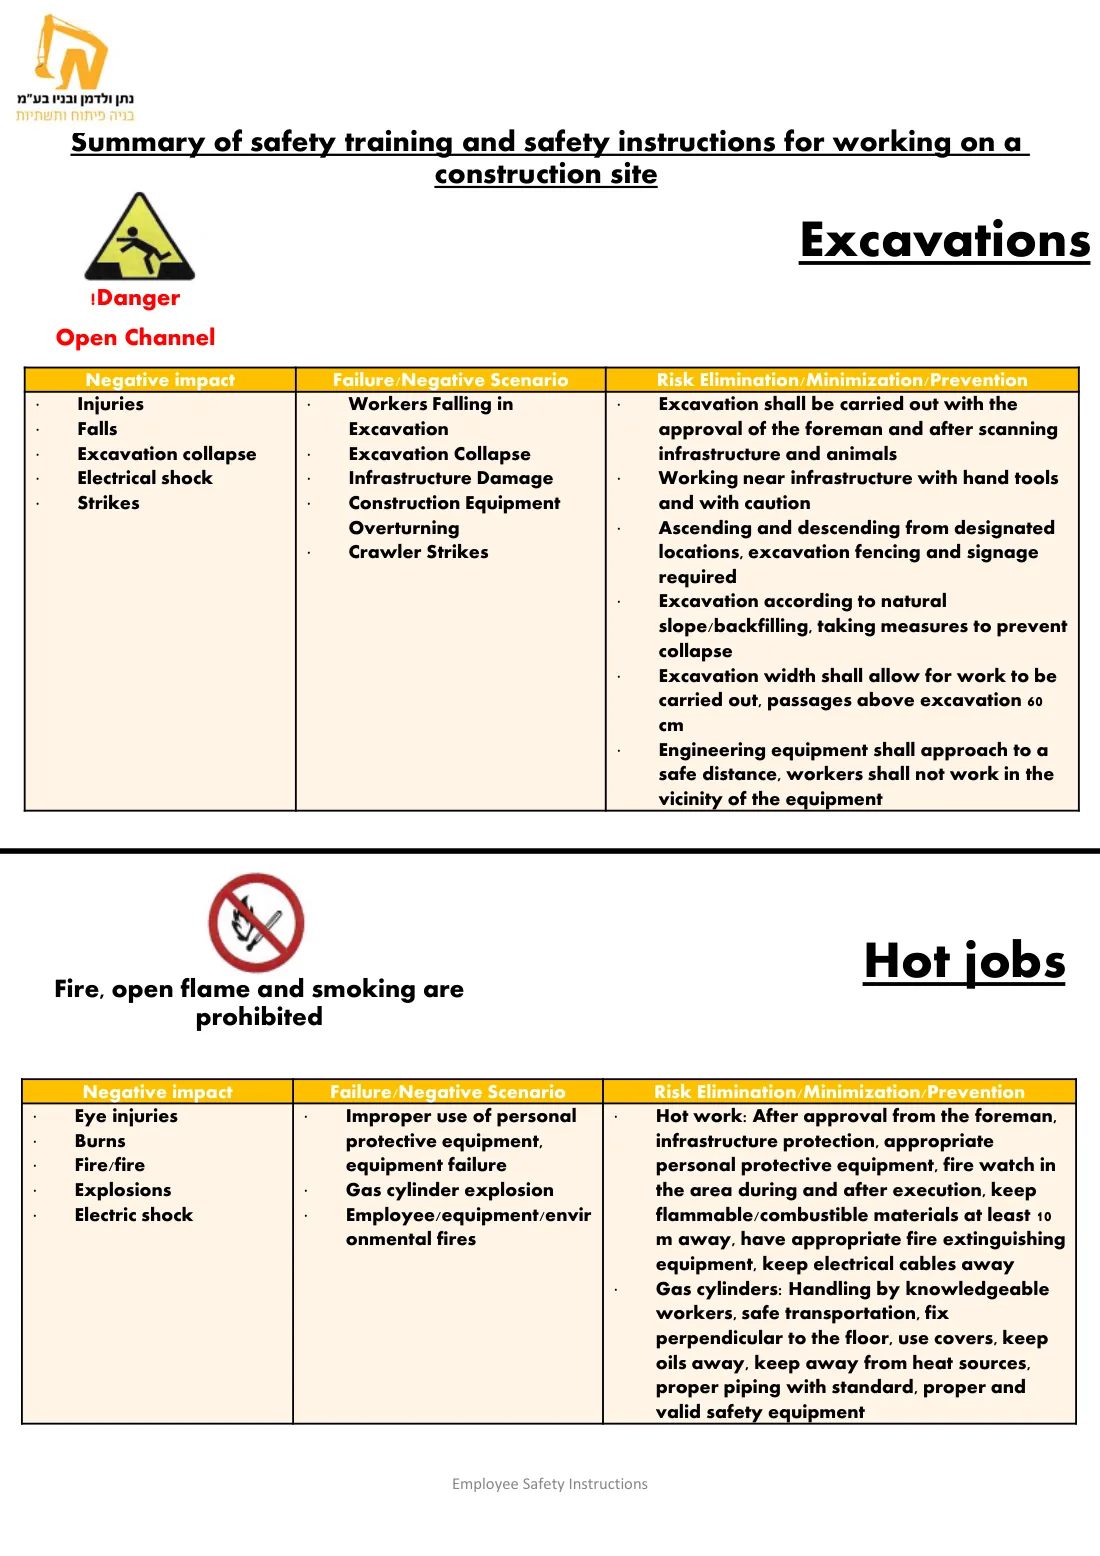 נתן ולדמן ובניו בע"מ
בניה פיתוח ותשתיות
Summary of safety training and safety instructions for working on a
construction site
Excavations
!Danger
Open Channel
Negative impact
Failure/Negative Scenario
Risk Elimination/Minimization/Prevention
· Injuries
· Falls
· Excavation collapse
· Electrical shock
· Strikes
· Workers Falling in
Excavation
· Excavation Collapse
· Infrastructure Damage
· Construction Equipment
Overturning
· Crawler Strikes
· Excavation shall be carried out with the
approval of the foreman and after scanning
infrastructure and animals
· Working near infrastructure with hand tools
and with caution
· Ascending and descending from designated
locations, excavation fencing and signage
required
· Excavation according to natural
slope/backfilling, taking measures to prevent
collapse
· Excavation width shall allow for work to be
carried out, passages above excavation 60
cm
· Engineering equipment shall approach to a
safe distance, workers shall not work in the
vicinity of the equipment
Hot jobs
Fire, open flame and smoking are
prohibited
Negative impact
Failure/Negative Scenario
Risk Elimination/Minimization/Prevention
· Eye injuries
· Burns
· Fire/fire
· Explosions
· Electric shock
· Improper use of personal
protective equipment,
equipment failure
· Gas cylinder explosion
· Employee/equipment/envir
onmental fires
· Hot work: After approval from the foreman,
infrastructure protection, appropriate
personal protective equipment, fire watch in
the area during and after execution, keep
flammable/combustible materials at least 10
m away, have appropriate fire extinguishing
equipment, keep electrical cables away
· Gas cylinders: Handling by knowledgeable
workers, safe transportation, fix
perpendicular to the floor, use covers, keep
oils away, keep away from heat sources,
proper piping with standard, proper and
valid safety equipment
Employee Safety Instructions